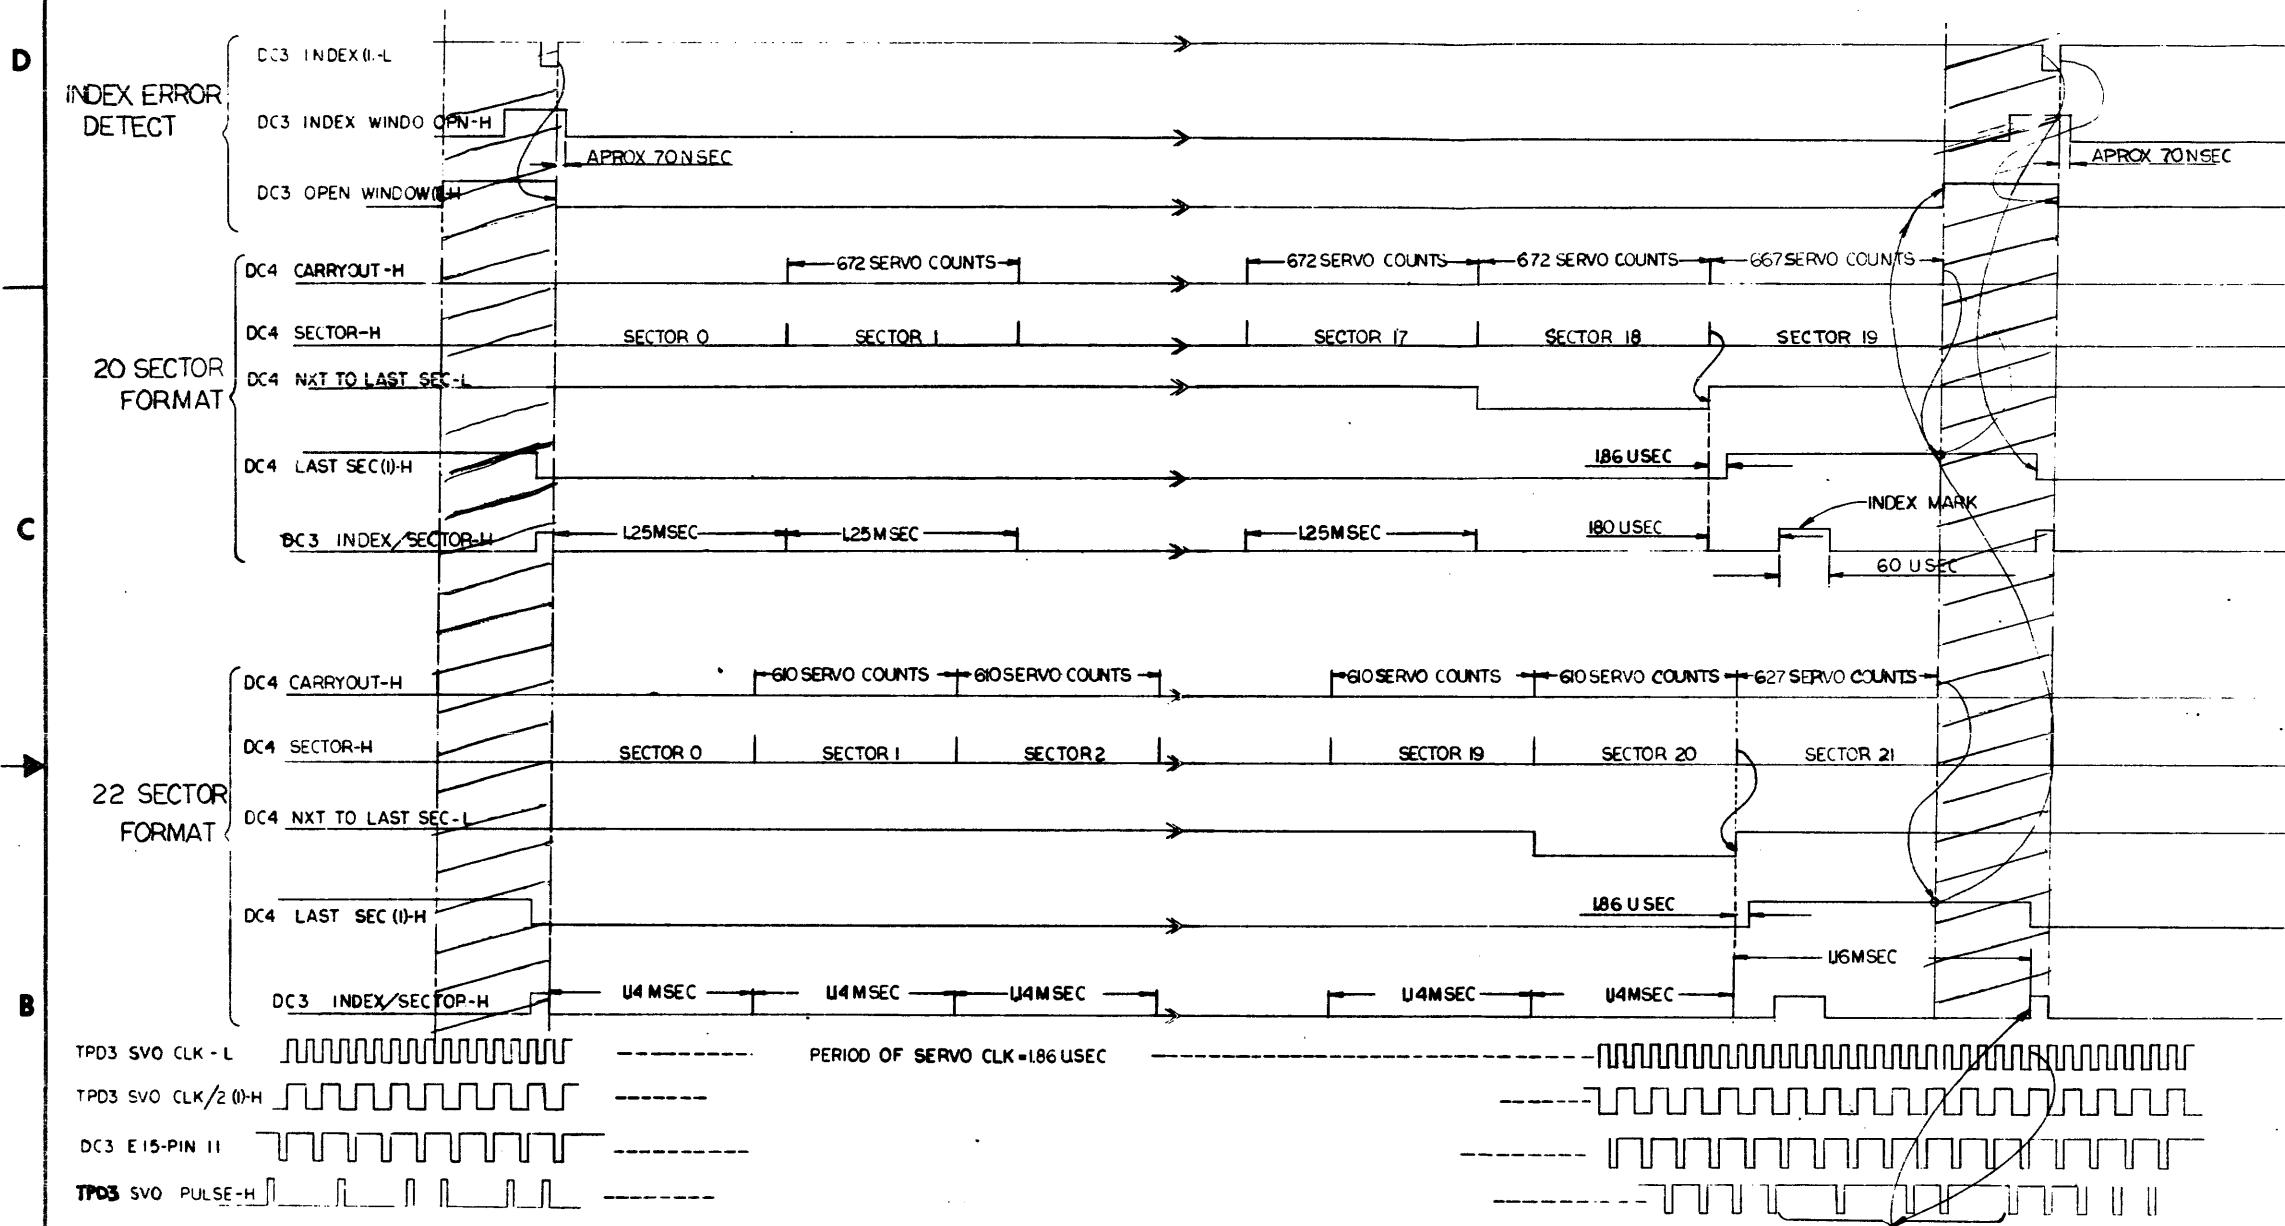 D
DC3 INDEX(1)-L
INDEX ERROR
DETECT
DC3 INDEX WINDO OPN-H
APROX 70 NSEC
APROX 70NSEC
DC3 OPEN WINDOW(1)-H
DC4 CARRYOUT-H
672 SERVO COUNTS
672 SERVO COUNTS
672 SERVO COUNTS
667 SERVO COUNTS
20 SECTOR
FORMAT
DC4 SECTOR-H
SECTOR 0
SECTOR 1
SECTOR 17
SECTOR 18
SECTOR 19
DC4 NXT TO LAST SEC-L
DC4 LAST SEC(1)-H
1.86 USEC
C
INDEX MARK
DC3 INDEX/SECTOR-H
1.25MSEC
1.25MSEC
1.25MSEC
180 USEC
60 USEC
DC4 CARRYOUT-H
610 SERVO COUNTS
610 SERVO COUNTS
610 SERVO COUNTS
610 SERVO COUNTS
627 SERVO COUNTS
DC4 SECTOR-H
SECTOR 0
SECTOR 1
SECTOR 2
SECTOR 19
SECTOR 20
SECTOR 21
22 SECTOR
FORMAT
DC4 NXT TO LAST SEC-L
DC4 LAST SEC (1)-H
1.86 USEC
1.16MSEC
B
DC3 INDEX/SECTOR-H
1.14 MSEC
1.14 MSEC
1.14 MSEC
1.14MSEC
1.14MSEC
TPD3 SVO CLK - L
PERIOD OF SERVO CLK = 1.86 USEC
TPD3 SVO CLK/2 (1)-H
DC3 E15-PIN 11
TPD3 SVO PULSE-H